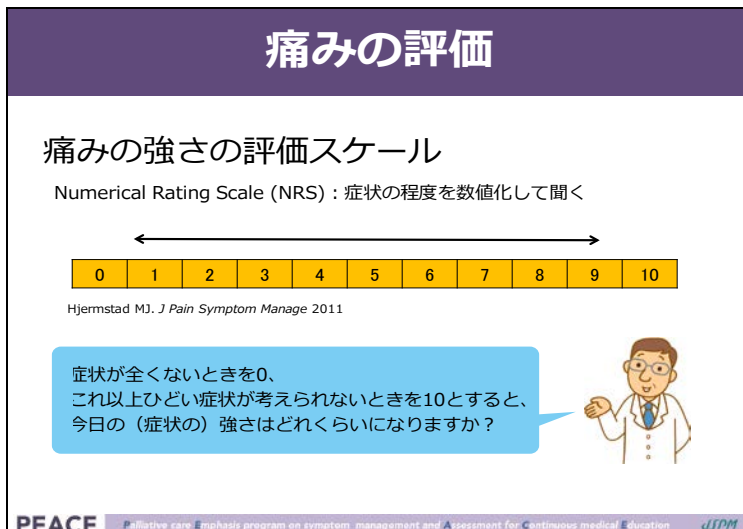 痛みの評価
痛みの強さの評価スケール
Numerical Rating Scale (NRS)：症状の程度を数値化して聞く
0 1 2 3 4 5 6 7 8 9 10
Hjermstad MJ. J Pain Symptom Manage 2011
症状が全くないときを0、
これ以上ひどい症状が考えられないときを10とすると、
今日の（症状の）強さはどれくらいになりますか？
PEACE Palliative care Emphasis program on symptom management and Assessment for Continuous medical Education JSPM